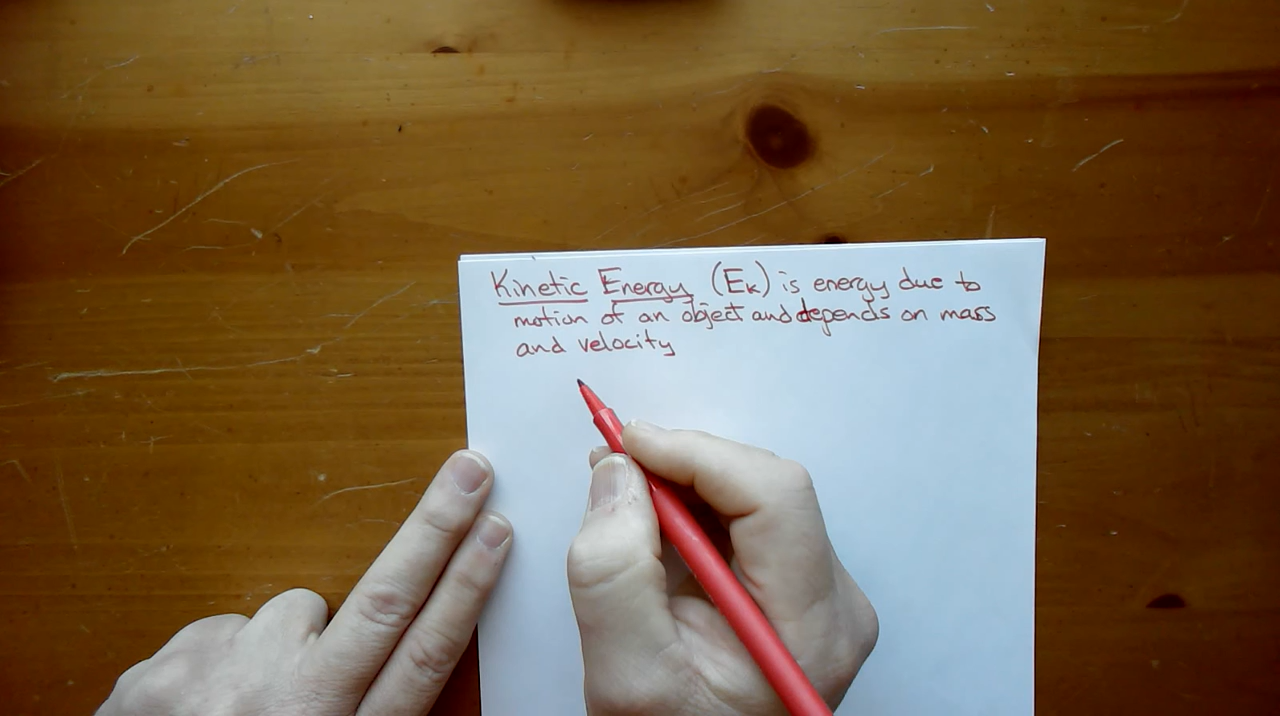 Kinetic Energy (Ek) is energy due to
motion of an object and depends on mass
and velocity